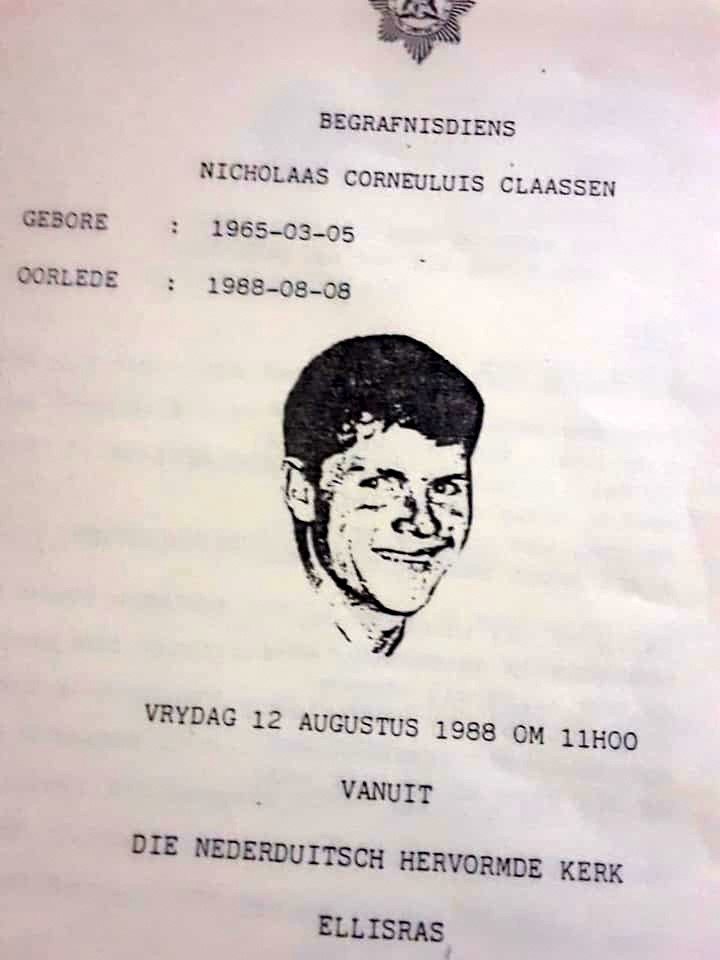 BEGRAFNISDIENS
NICHOLAAS CORNEULUIS CLAASSEN
GEBORE : 1965-03-05
OORLEDE : 1988-08-08
VRYDAG 12 AUGUSTUS 1988 OM 11H00
VANUIT
DIE NEDERDUITSCH HERVORMDE KERK
ELLISRAS